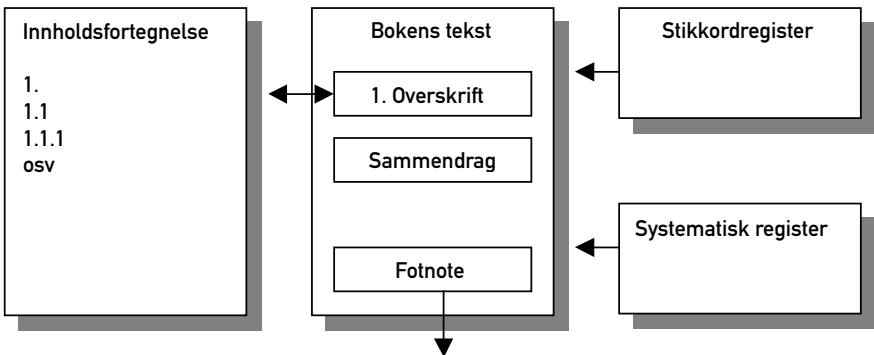 Innholdsfortegnelse
1.
1.1
1.1.1
osv
Bokens tekst
1. Overskrift
Sammendrag
Fotnote
Stikkordregister
Systematisk register